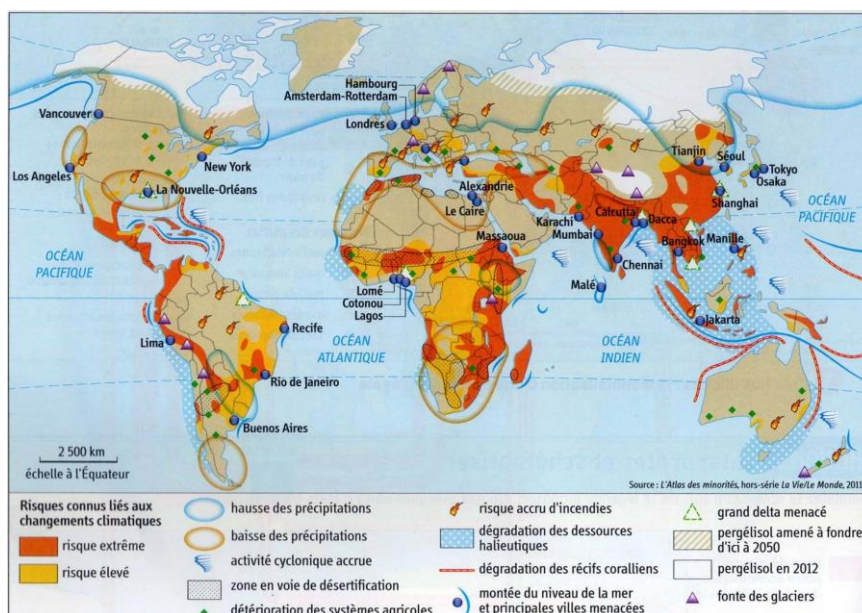 Hambourg
Amsterdam-Rotterdam
Vancouver
Londres
Tianjin
Séoul
New York
Los Angeles
Tokyo
Osaka
La Nouvelle-Orléans
Alexandrie
Shanghai
Le Caire
Karachi
Calcutta
Dacca
OCÉAN
PACIFIQUE
Massaoua
Mumbai
Bangkok
Manille
OCÉAN
PACIFIQUE
Chennai
Lomé
Cotonou
Lagos
Malé
Recife
Jakarta
Lima
OCÉAN
ATLANTIQUE
OCÉAN
INDIEN
Rio de Janeiro
Buenos Aires
2 500 km
échelle à l'Équateur
Source : L'Atlas des minorités, hors-série La Vie/Le Monde, 2011
Risques connus liés aux
changements climatiques
risque extrême
risque élevé
hausse des précipitations
baisse des précipitations
activité cyclonique accrue
zone en voie de désertification
détérioration des systèmes agricoles
risque accru d'incendies
dégradation des dessources
halieutiques
dégradation des récifs coralliens
montée du niveau de la mer
et principales villes menacées
grand delta menacé
pergélisol amené à fondre
d'ici à 2050
pergélisol en 2012
fonte des glaciers